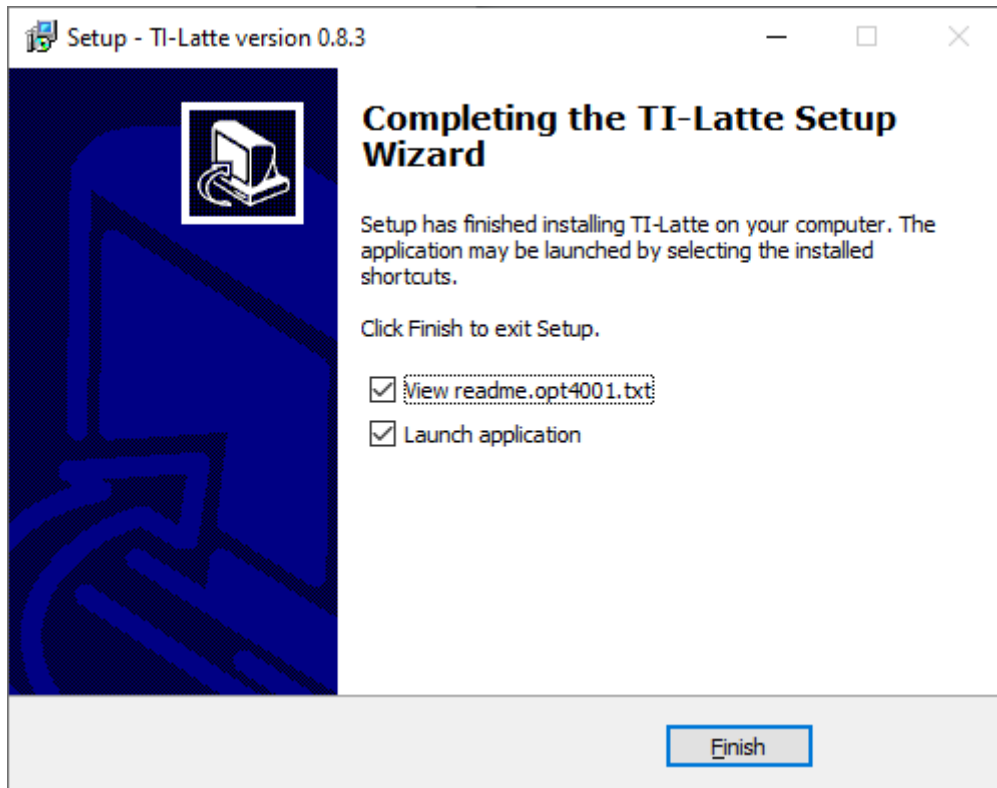 Setup - TI-Latte version 0.8.3
Completing the TI-Latte Setup
Wizard
Setup has finished installing TI-Latte on your computer. The
application may be launched by selecting the installed
shortcuts.
Click Finish to exit Setup.
View readme.opt4001.txt
Launch application
Finish